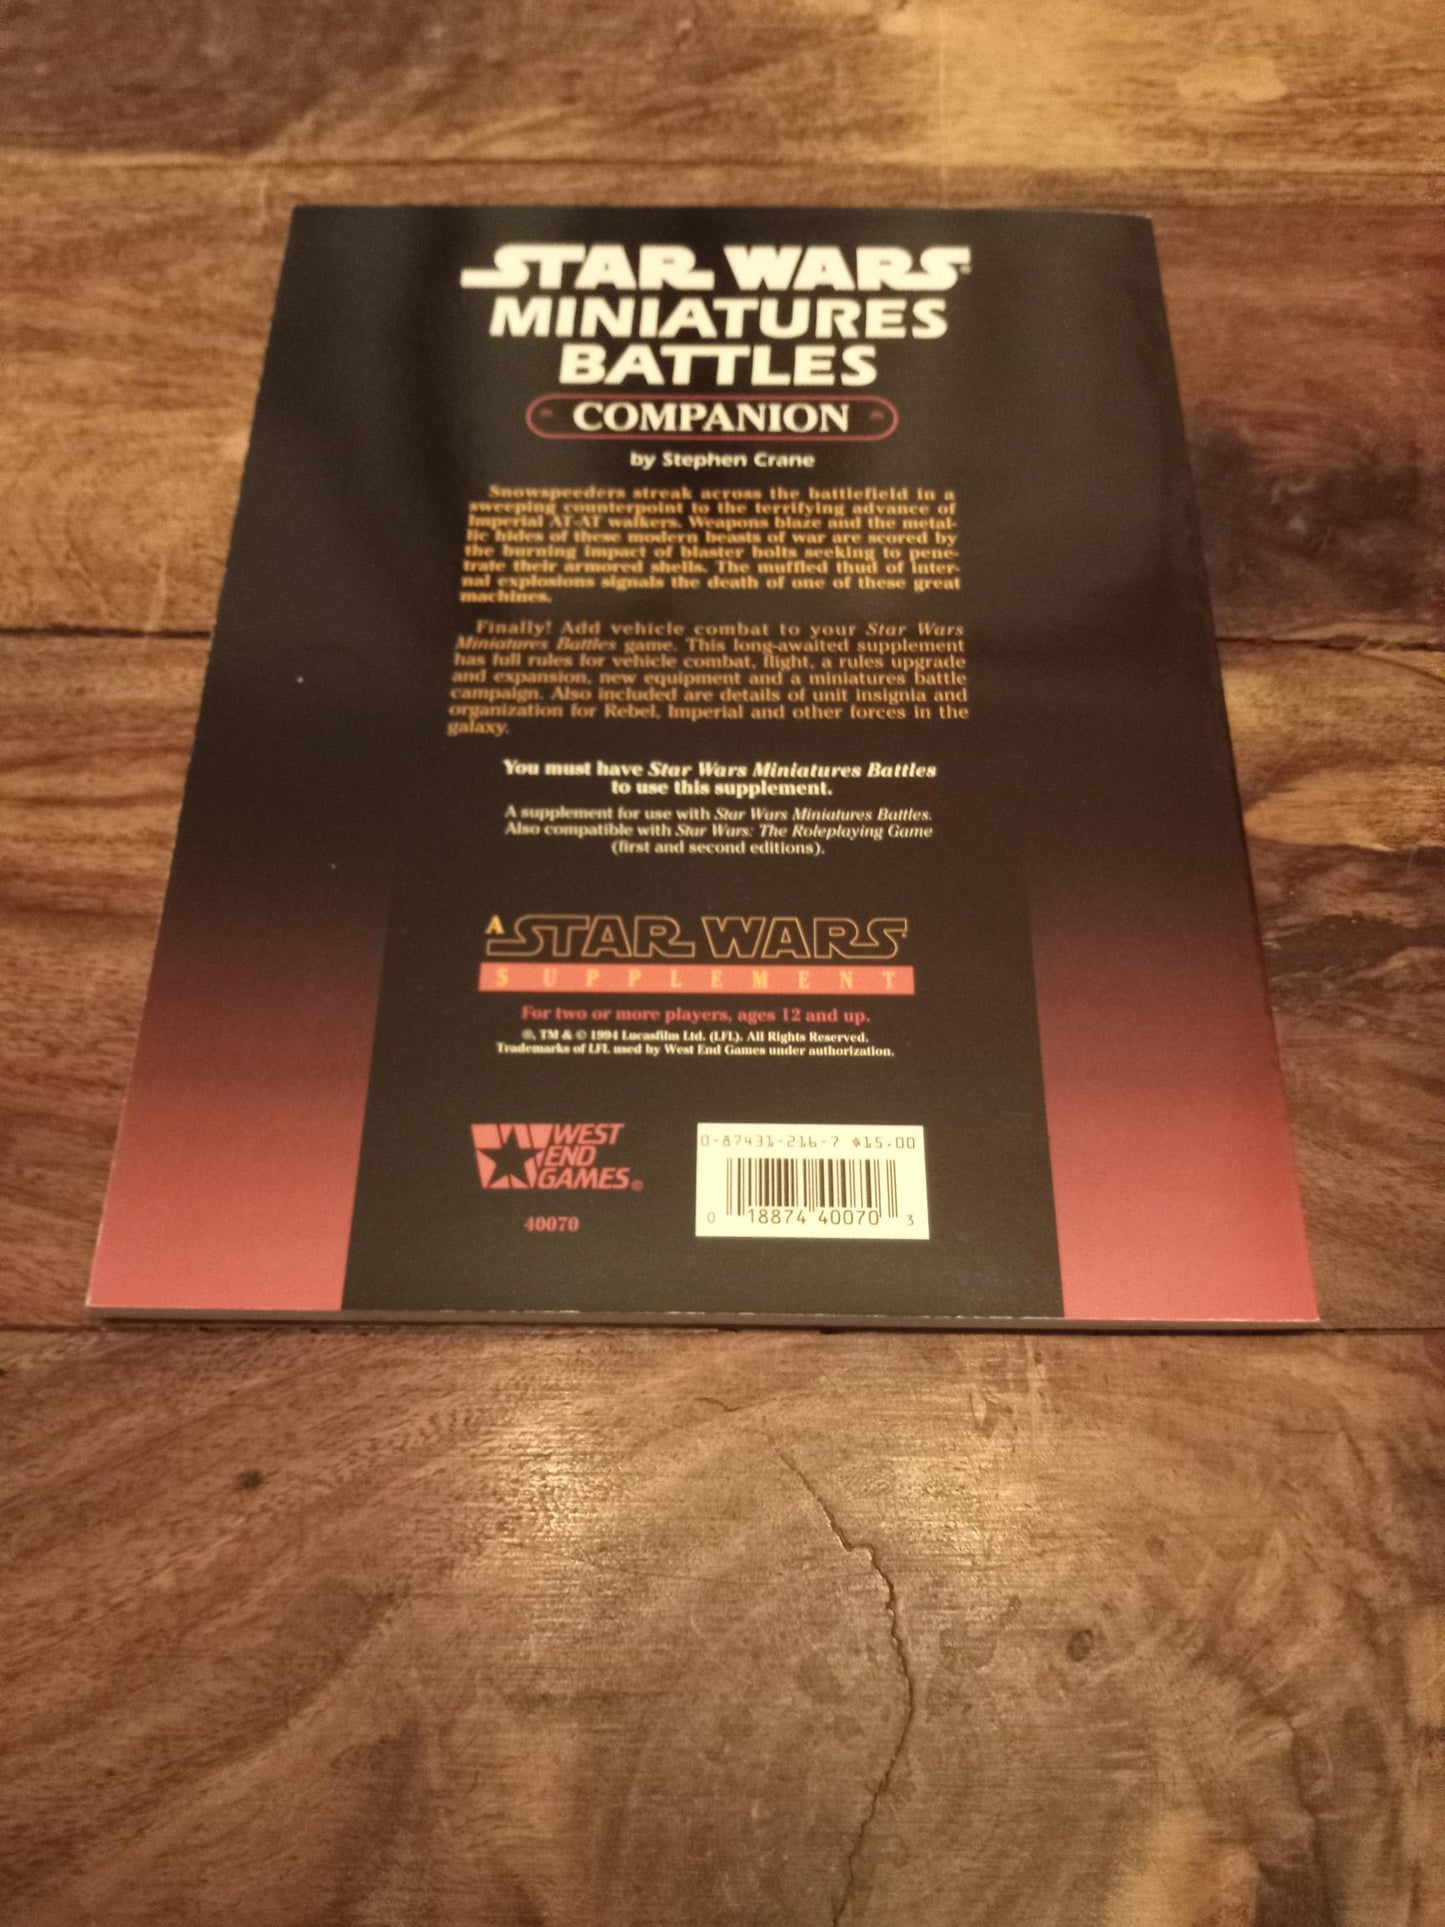 STAR WARS
MINIATURES
BATTLES
COMPANION
by Stephen Crane
Snowspeeders streak across the battlefield in a
sweeping counterpoint to the terrifying advance of
Imperial AT-AT walkers. Weapons blaze and the metal-
lic hides of these modern beasts of war are scored by
the burning impact of blaster bolts seeking to pene-
trate their armored shells. The muffled thud of inter-
nal explosions signals the death of one of these great
machines.
Finally! Add vehicle combat to your Star Wars
Miniatures Battles game. This long-awaited supplement
has full rules for vehicle combat, flight, a rules upgrade
and expansion, new equipment and a miniatures battle
campaign. Also included are details of unit insignia and
organization for Rebel, Imperial and other forces in the
galaxy.
You must have Star Wars Miniatures Battles
to use this supplement.
A supplement for use with Star Wars Miniatures Battles.
Also compatible with Star Wars: The Roleplaying Game
(first and second editions).
A STAR WARS
SUPPLEMENT
For two or more players, ages 12 and up.
®, TM & © 1994 Lucasfilm Ltd. (LFL). All Rights Reserved.
Trademarks of LFL used by West End Games under authorization.
WEST
END
GAMES®
40070
0-87431-216-7 $15.00
0 18874 40070 3